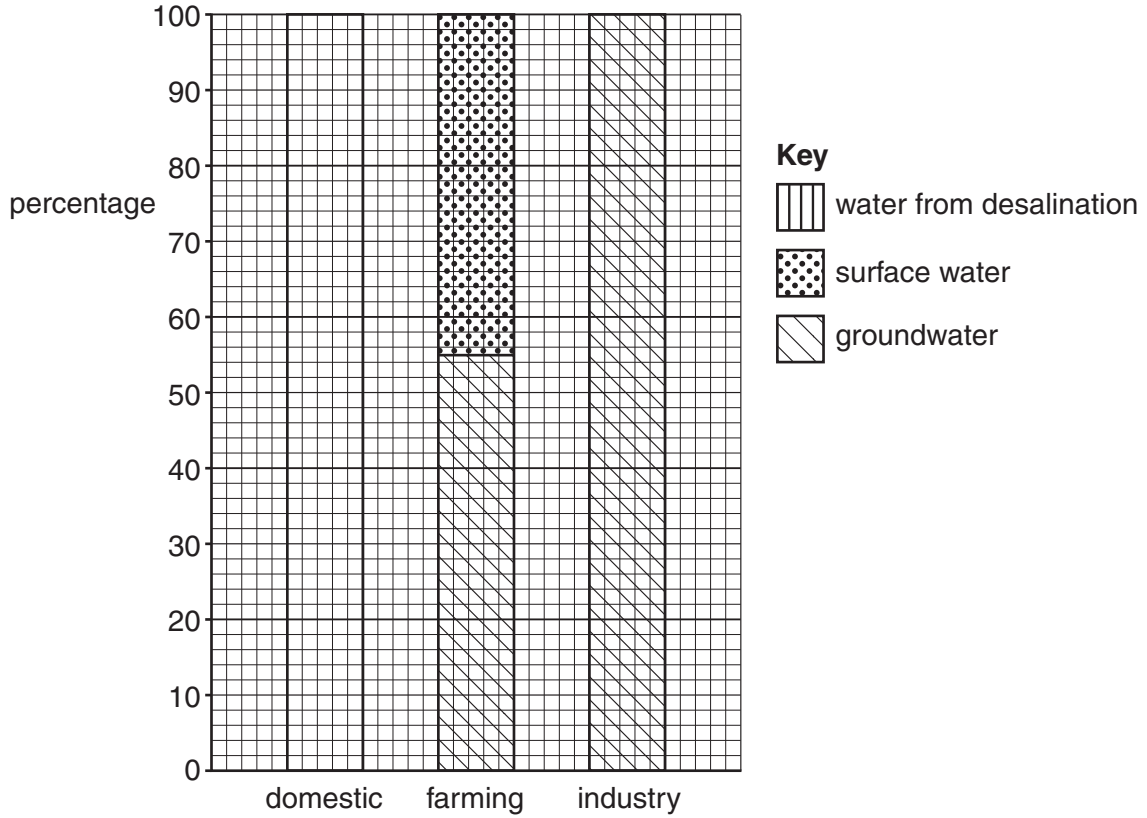 100
90
80
70
60
50
40
30
20
10
0
percentage
domestic farming industry
Key
water from desalination
surface water
groundwater